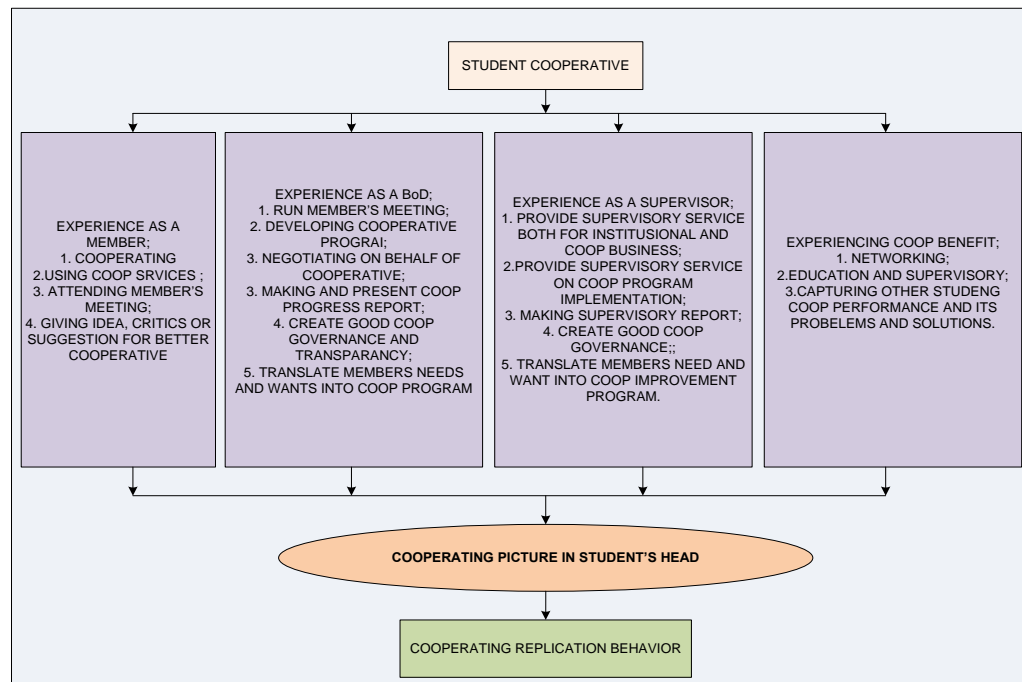 STUDENT COOPERATIVE
EXPERIENCE AS A
MEMBER;
1. COOPERATING
2.USING COOP SRVICES ;
3. ATTENDING MEMBER'S
MEETING;
4. GIVING IDEA, CRITICS OR
SUGGESTION FOR BETTER
COOPERATIVE
EXPERIENCE AS A BoD;
1. RUN MEMBER'S MEETING;
2. DEVELOPING COOPERATIVE
PROGRAI;
3. NEGOTIATING ON BEHALF OF
COOPERATIVE;
3. MAKING AND PRESENT COOP
PROGRESS REPORT;
4. CREATE GOOD COOP
GOVERNANCE AND
TRANSPARANCY;
5. TRANSLATE MEMBERS NEEDS
AND WANTS INTO COOP PROGRAM
EXPERIENCE AS A SUPERVISOR;
1. PROVIDE SUPERVISORY SERVICE
BOTH FOR INSTITUSIONAL AND
COOP BUSINESS;
2.PROVIDE SUPERVISORY SERVICE
ON COOP PROGRAM
IMPLEMENTATION;
3. MAKING SUPERVISORY REPORT;
4. CREATE GOOD COOP
GOVERNANCE;;
5. TRANSLATE MEMBERS NEED AND
WANT INTO COOP IMPROVEMENT
PROGRAM.
EXPERIENCING COOP BENEFIT;
1. NETWORKING;
2.EDUCATION AND SUPERVISORY;
3.CAPTURING OTHER STUDENG
COOP PERFORMANCE AND ITS
PROBELEMS AND SOLUTIONS.
COOPERATING PICTURE IN STUDENT'S HEAD
COOPERATING REPLICATION BEHAVIOR